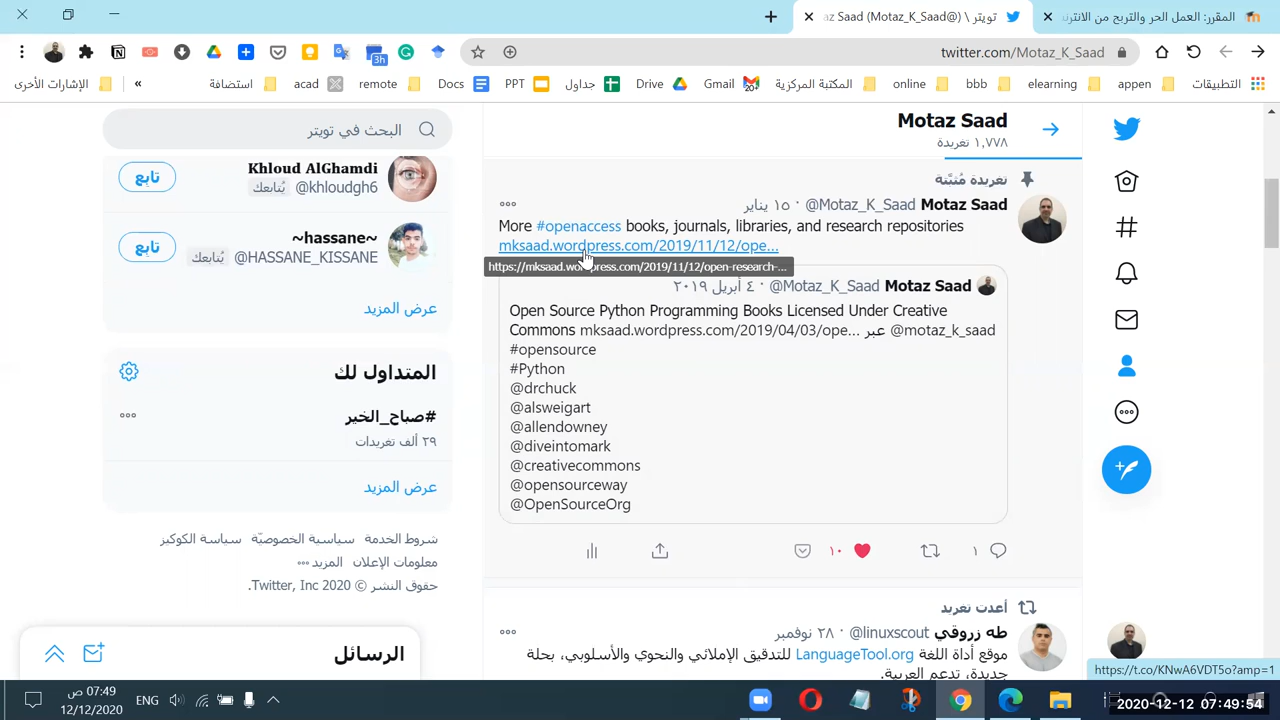 المقرر: العمل الحر والتربح من الانتر
تويتر \ (@Motaz_K_Saad) Motaz Saad
twitter.com/Motaz_K_Saad
3h
التطبيقات
appen
elearning
bbb
online
المكتبة المركزية
Gmail
20+
Drive
جداول
PPT
Docs
remote
acad
استضافة
»
الإشارات الأخرى
Motaz Saad
١,٧٧٨ تغريدة
تغريدة مُثبَّتة
Motaz Saad @Motaz_K_Saad · ١٥ يناير
More #openaccess books, journals, libraries, and research repositories
mksaad.wordpress.com/2019/11/12/ope...
https://mksaad.wordpress.com/2019/11/12/open-research-...
Motaz Saad @Motaz_K_Saad · ٤ أبريل ٢٠١٩
Open Source Python Programming Books Licensed Under Creative
Commons mksaad.wordpress.com/2019/04/03/ope... عبر @motaz_k_saad
#opensource
#Python
@drchuck
@alsweigart
@allendowney
@diveintomark
@creativecommons
@opensourceway
@OpenSourceOrg
١
١٠
أعدت تغريد
طه زروقي @linuxscout · ٢٨ نوفمبر
موقع أداة اللغة LanguageTool.org للتدقيق الإملائي والنحوي والأسلوبي، بحلة
جديدة، تدعم العربية.
البحث في تويتر
Khloud AlGhamdi
@khloudgh6 يُتابعك
تابِع
~hassane~
@HASSANE_KISSANE يُتابعك
تابِع
عرض المزيد
المتداول لك
#صباح_الخير
٢٩ ألف تغريدات
عرض المزيد
شروط الخدمة سياسية الخصوصيّة سياسة الكوكيز
معلومات الإعلان المزيد
حقوق النشر © 2020 Twitter, Inc.
الرسائل
https://t.co/KNwA6VDT5o?amp=1
07:49 ص
12/12/2020
ENG
2020-12-12 07:49:54